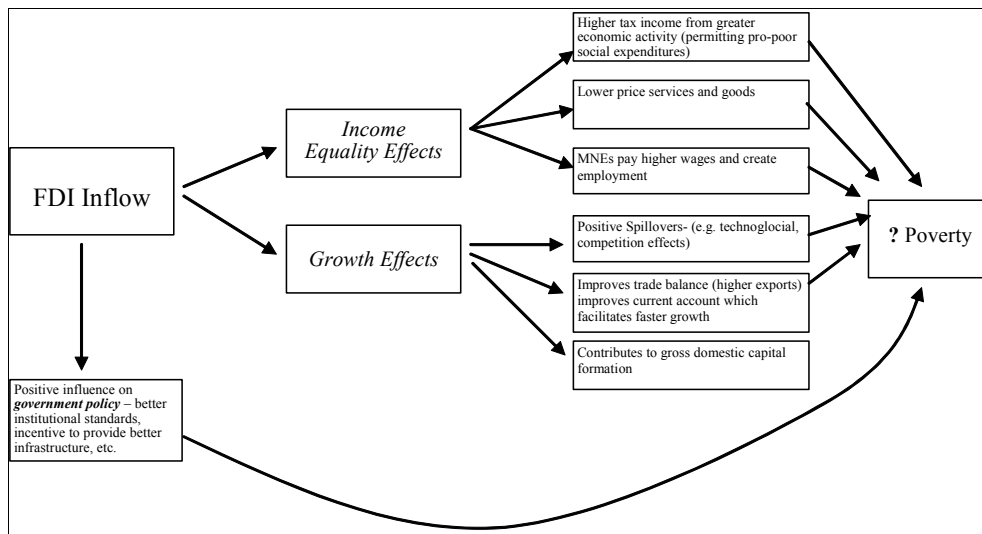 Higher tax income from greater
economic activity (permitting pro-poor
social expenditures)
Lower price services and goods
Income
Equality Effects
MNEs pay higher wages and create
employment
FDI Inflow
Positive Spillovers- (e.g. technoglocial,
competition effects)
? Poverty
Growth Effects
Improves trade balance (higher exports)
improves current account which
facilitates faster growth
Contributes to gross domestic capital
formation
Positive influence on
government policy – better
institutional standards,
incentive to provide better
infrastructure, etc.